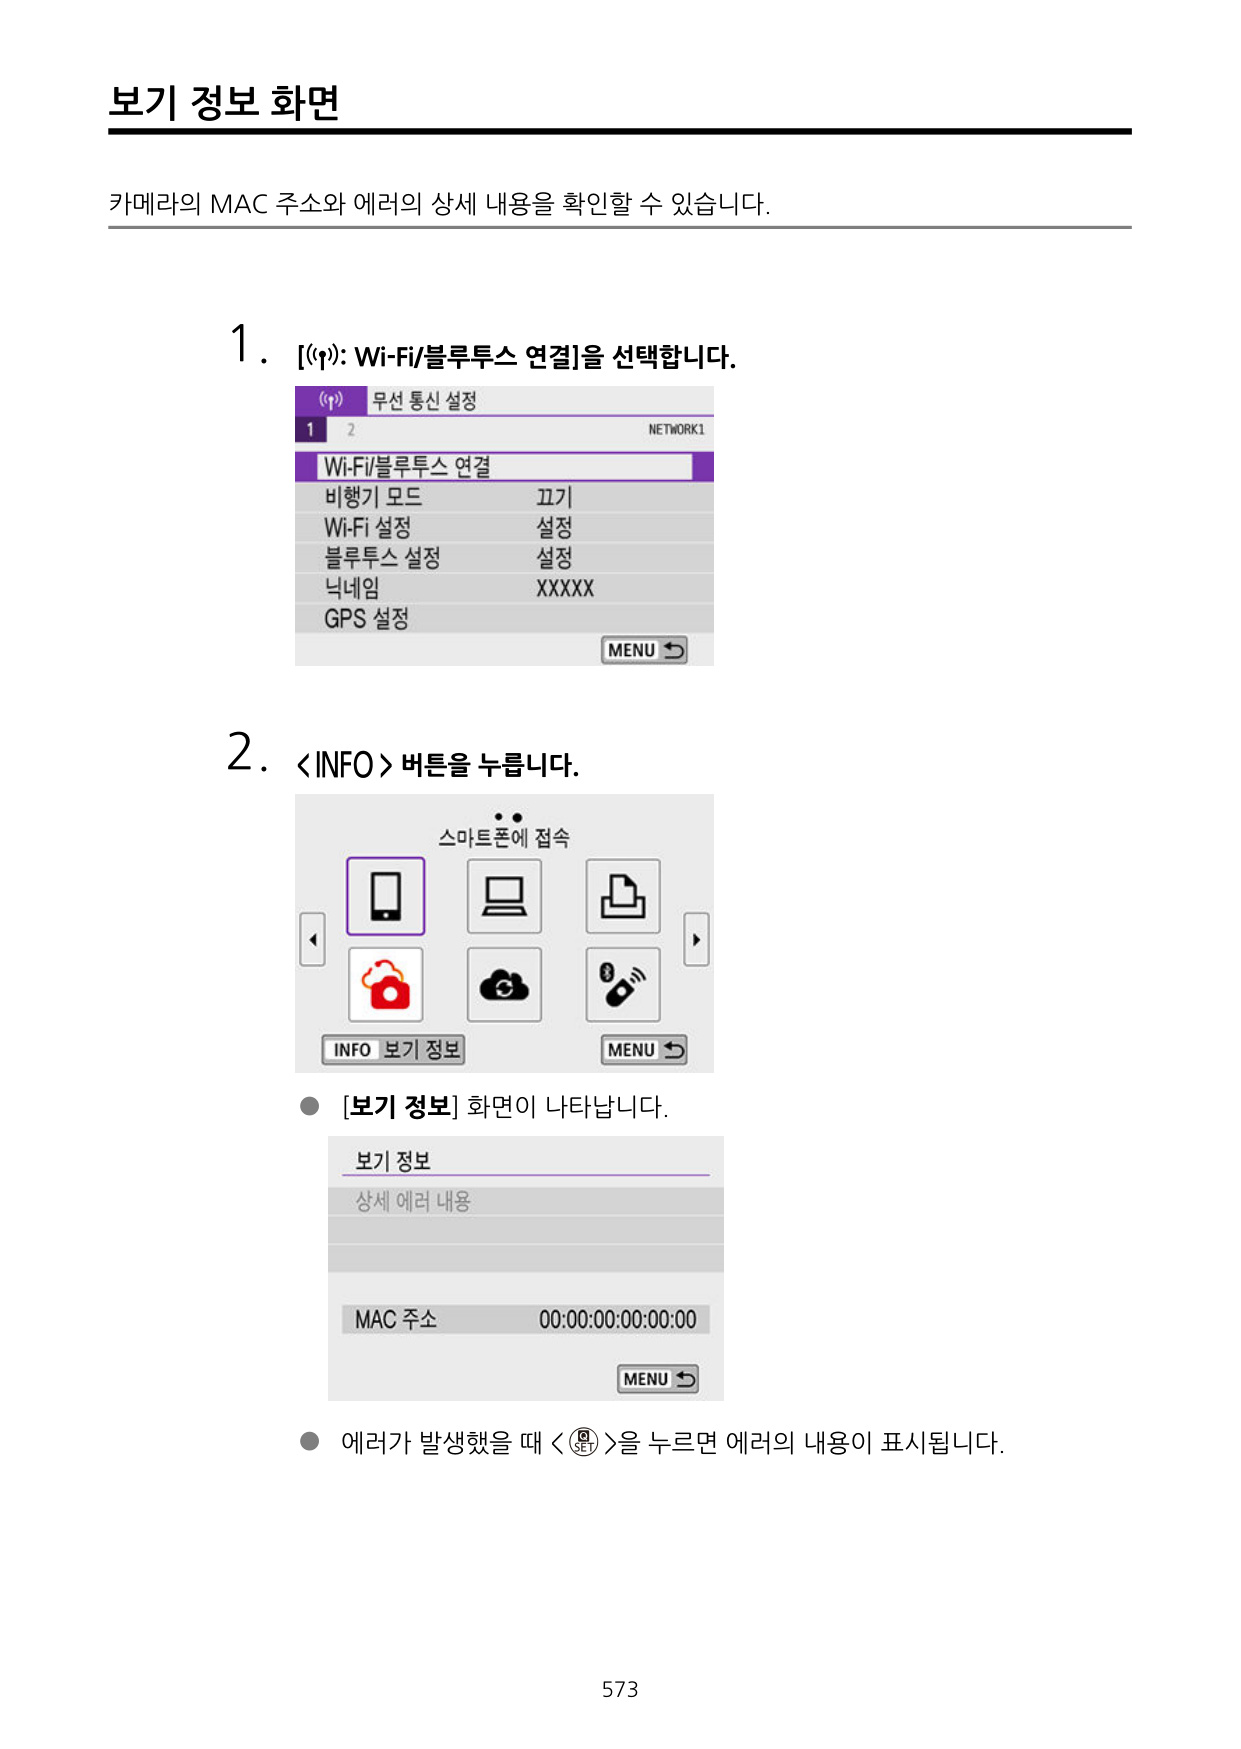 보기 정보 화면
카메라의 MAC 주소와 에러의 상세 내용을 확인할 수 있습니다.
1. [((ı)): Wi-Fi/블루투스 연결]을 선택합니다.
무선 통신 설정
1 2 NETWORK1
Wi-Fi/블루투스 연결
비행기 모드 끄기
Wi-Fi 설정 설정
블루투스 설정 설정
닉네임 XXXXX
GPS 설정
MENU
2. <INFO> 버튼을 누릅니다.
스마트폰에 접속
INFO 보기 정보 MENU
● [보기 정보] 화면이 나타납니다.
보기 정보
상세 에러 내용
MAC 주소 00:00:00:00:00:00
MENU
● 에러가 발생했을 때 <Q SET>을 누르면 에러의 내용이 표시됩니다.
573